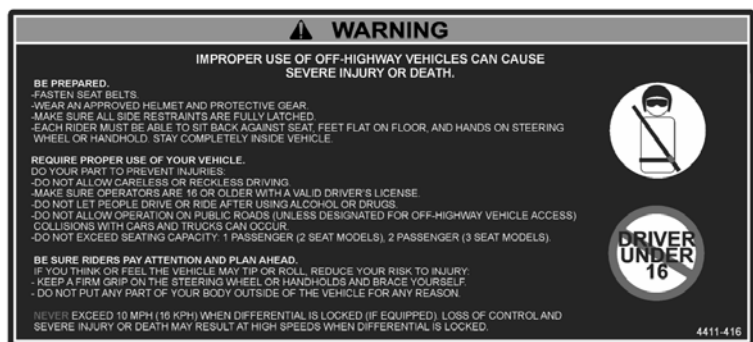 WARNING
IMPROPER USE OF OFF-HIGHWAY VEHICLES CAN CAUSE
SEVERE INJURY OR DEATH.
BE PREPARED.
-FASTEN SEAT BELTS.
-WEAR AN APPROVED HELMET AND PROTECTIVE GEAR.
-MAKE SURE ALL SIDE RESTRAINTS ARE FULLY LATCHED.
-EACH RIDER MUST BE ABLE TO SIT BACK AGAINST SEAT, FEET FLAT ON FLOOR, AND HANDS ON STEERING
WHEEL OR HANDHOLD. STAY COMPLETELY INSIDE VEHICLE.
REQUIRE PROPER USE OF YOUR VEHICLE.
DO YOUR PART TO PREVENT INJURIES:
-DO NOT ALLOW CARELESS OR RECKLESS DRIVING.
-MAKE SURE OPERATORS ARE 16 OR OLDER WITH A VALID DRIVER'S LICENSE.
-DO NOT LET PEOPLE DRIVE OR RIDE AFTER USING ALCOHOL OR DRUGS.
-DO NOT ALLOW OPERATION ON PUBLIC ROADS (UNLESS DESIGNATED FOR OFF-HIGHWAY VEHICLE ACCESS)
COLLISIONS WITH CARS AND TRUCKS CAN OCCUR.
-DO NOT EXCEED SEATING CAPACITY: 1 PASSENGER (2 SEAT MODELS), 2 PASSENGER (3 SEAT MODELS).
BE SURE RIDERS PAY ATTENTION AND PLAN AHEAD.
IF YOU THINK OR FEEL THE VEHICLE MAY TIP OR ROLL, REDUCE YOUR RISK TO INJURY:
- KEEP A FIRM GRIP ON THE STEERING WHEEL OR HANDHOLDS AND BRACE YOURSELF.
- DO NOT PUT ANY PART OF YOUR BODY OUTSIDE OF THE VEHICLE FOR ANY REASON.
NEVER EXCEED 10 MPH (16 KPH) WHEN DIFFERENTIAL IS LOCKED (IF EQUIPPED). LOSS OF CONTROL AND
SEVERE INJURY OR DEATH MAY RESULT AT HIGH SPEEDS WHEN DIFFERENTIAL IS LOCKED.
DRIVER
UNDER
16
4411-416